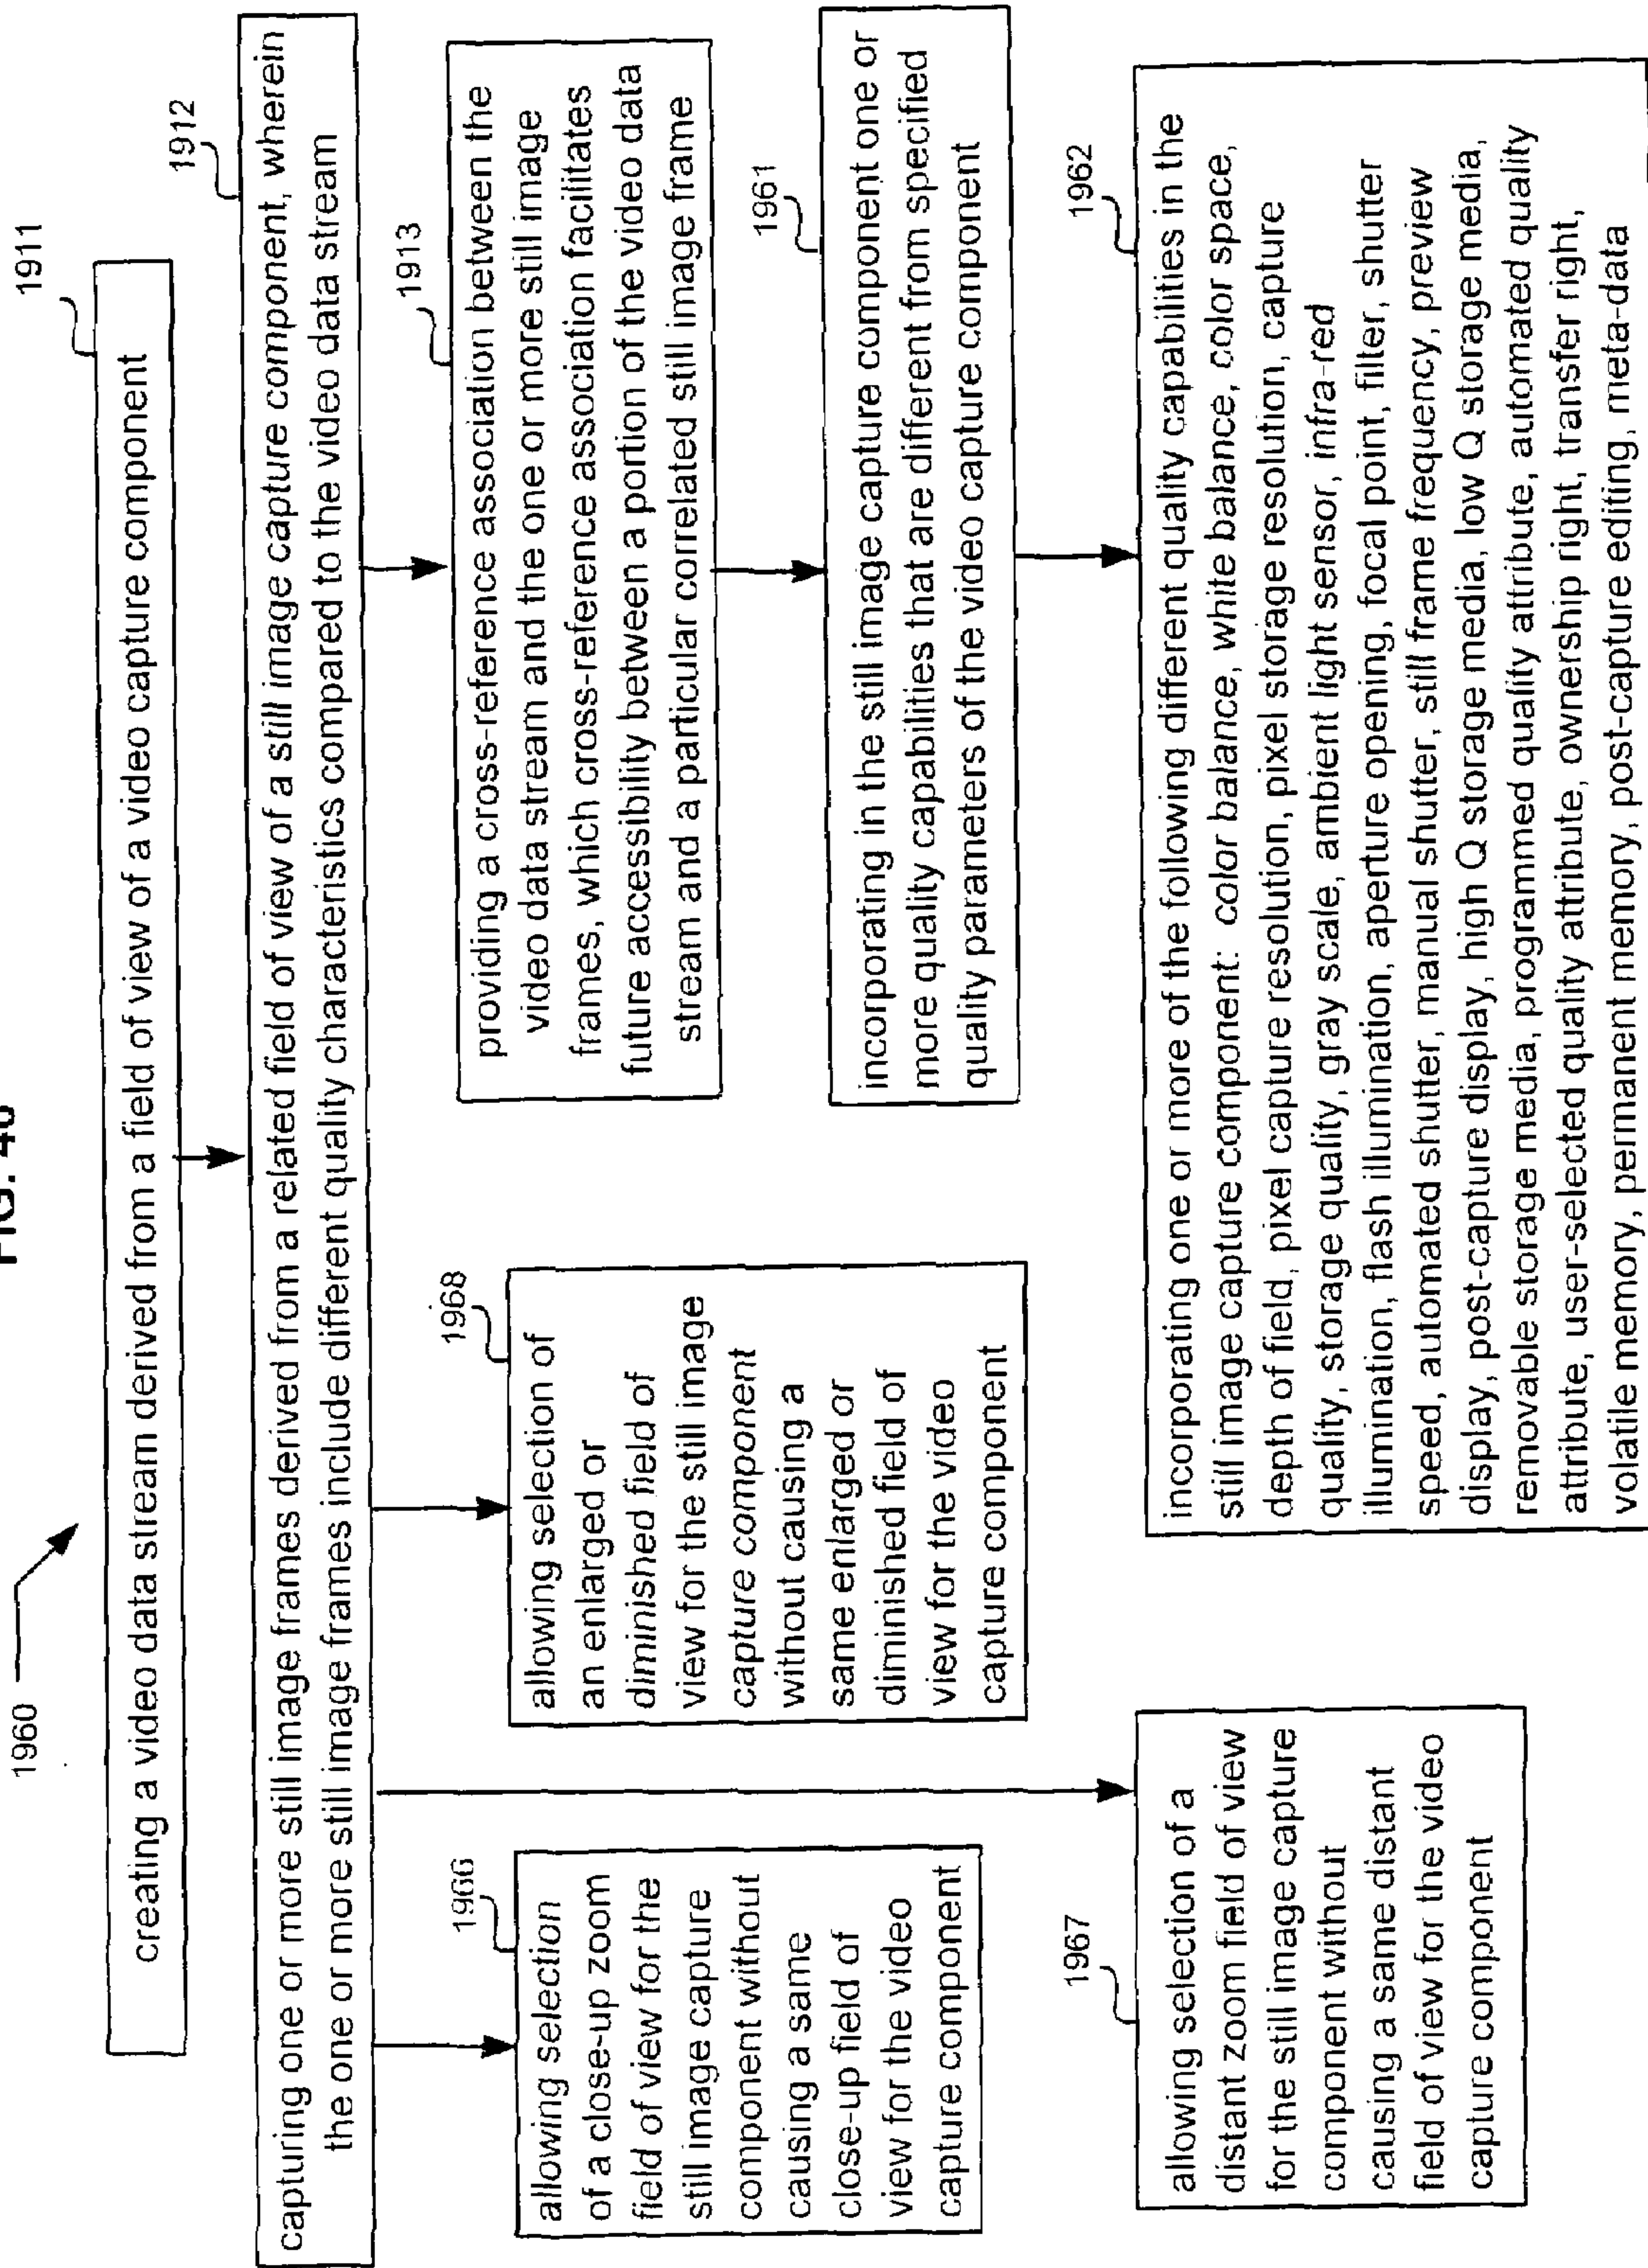 FIG. 40
1960
1911
creating a video data stream derived from a field of view of a video capture component
1912
capturing one or more still image frames derived from a related field of view of a still image capture component, wherein
the one or more still image frames include different quality characteristics compared to the video data stream
1966
allowing selection
of a close-up zoom
field of view for the
still image capture
component without
causing a same
close-up field of
view for the video
capture component
1968
allowing selection of
an enlarged or
diminished field of
view for the still image
capture component
without causing a
same enlarged or
diminished field of
view for the video
capture component
1913
providing a cross-reference association between the
video data stream and the one or more still image
frames, which cross-reference association facilitates
future accessibility between a portion of the video data
stream and a particular correlated still image frame
1961
incorporating in the still image capture component one or
more quality capabilities that are different from specified
quality parameters of the video capture component
1967
allowing selection of a
distant zoom field of view
for the still image capture
component without
causing a same distant
field of view for the video
capture component
1962
incorporating one or more of the following different quality capabilities in the
still image capture component: color balance, white balance, color space,
depth of field, pixel capture resolution, pixel storage resolution, capture
quality, storage quality, gray scale, ambient light sensor, infra-red
illumination, flash illumination, aperture opening, focal point, filter, shutter
speed, automated shutter, manual shutter, still frame frequency, preview
display, post-capture display, high Q storage media, low Q storage media,
removable storage media, programmed quality attribute, automated quality
attribute, user-selected quality attribute, ownership right, transfer right,
volatile memory, permanent memory, post-capture editing, meta-data